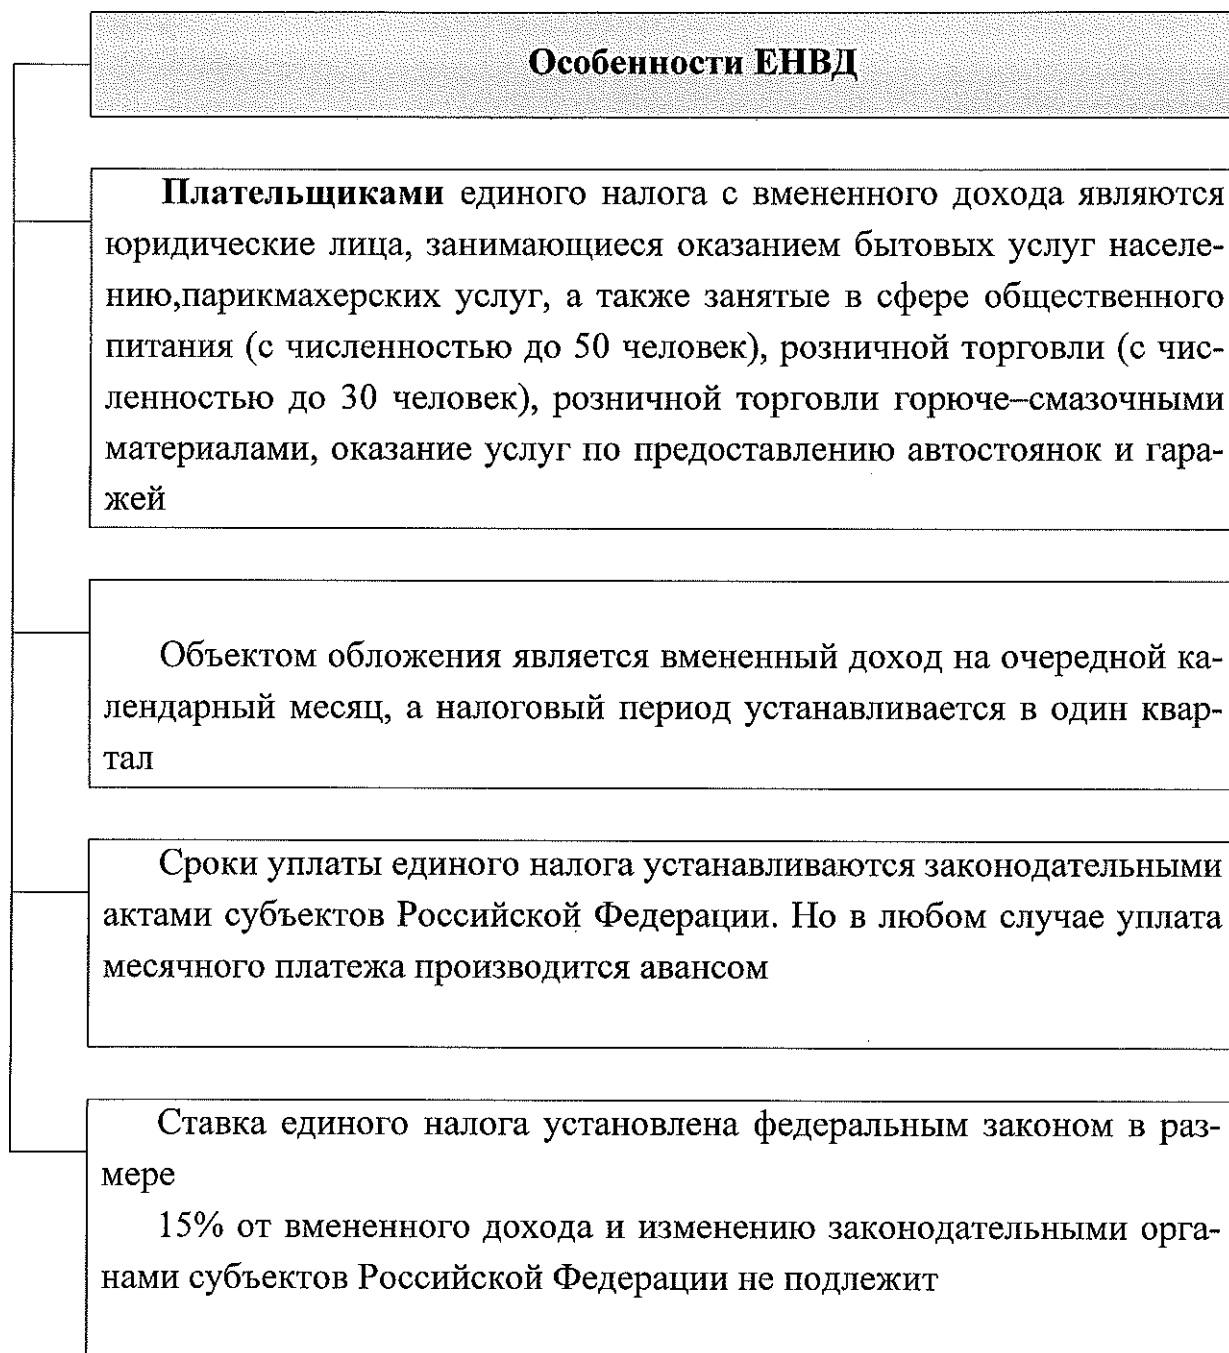 Особенности ЕНВД
Плательщиками единого налога с вмененного дохода являются
юридические лица, занимающиеся оказанием бытовых услуг населе-
нию,парикмахерских услуг, а также занятые в сфере общественного
питания (с численностью до 50 человек), розничной торговли (с чис-
ленностью до 30 человек), розничной торговли горюче–смазочными
материалами, оказание услуг по предоставлению автостоянок и гара-
жей
Объектом обложения является вмененный доход на очередной ка-
лендарный месяц, а налоговый период устанавливается в один квар-
тал
Сроки уплаты единого налога устанавливаются законодательными
актами субъектов Российской Федерации. Но в любом случае уплата
месячного платежа производится авансом
Ставка единого налога установлена федеральным законом в раз-
мере
15% от вмененного дохода и изменению законодательными орга-
нами субъектов Российской Федерации не подлежит